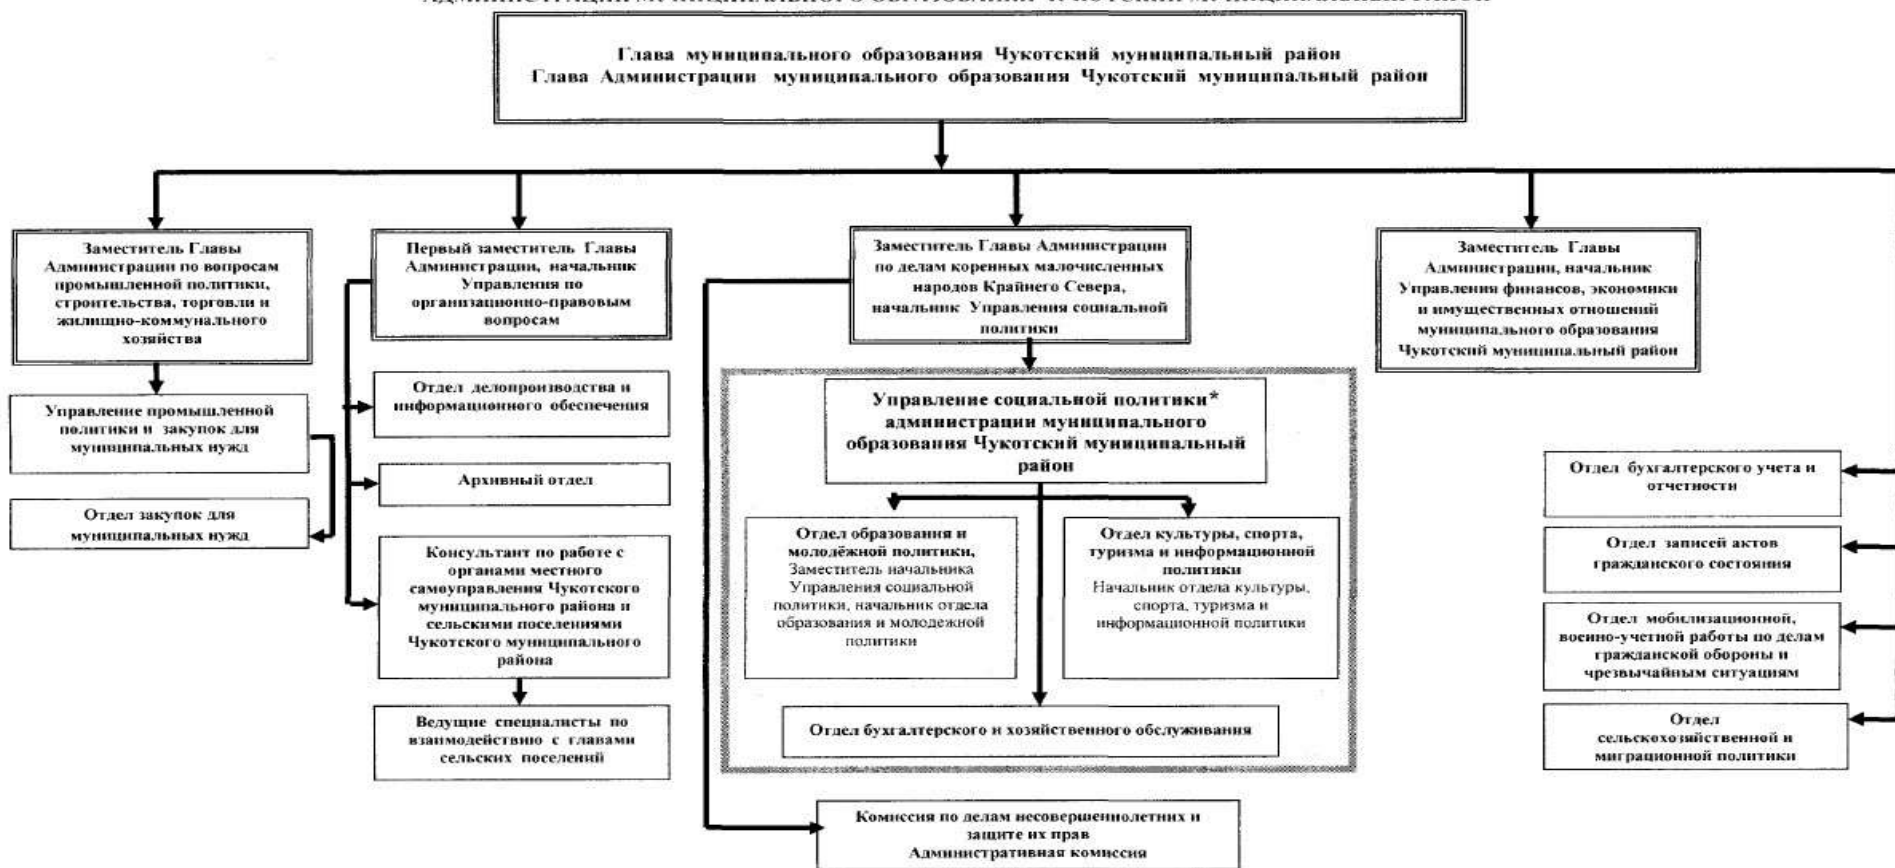 Глава муниципального образования Чукотский муниципальный район
Глава Администрации муниципального образования Чукотский муниципальный район
Заместитель Главы
Администрации по вопросам
промышленной политики,
строительства, торговли и
жилищно-коммунального
хозяйства
Первый заместитель Главы
Администрации, начальник
Управления по
организационно-правовым
вопросам
Заместитель Главы Администрации
по делам коренных малочисленных
народов Крайнего Севера,
начальник Управления социальной
политики
Заместитель Главы
Администрации, начальник
Управления финансов, экономики
и имущественных отношений
муниципального образования
Чукотский муниципальный район
Управление промышленной
политики и закупок для
муниципальных нужд
Отдел закупок для
муниципальных нужд
Отдел делопроизводства и
информационного обеспечения
Архивный отдел
Консультант по работе с
органами местного
самоуправления Чукотского
муниципального района и
сельскими поселениями
Чукотского муниципального
района
Ведущие специалисты по
взаимодействию с главами
сельских поселений
Управление социальной политики*
администрации муниципального
образования Чукотский муниципальный
район
Отдел образования и
молодёжной политики,
Заместитель начальника
Управления социальной
политики, начальник отдела
образования и молодежной
политики
Отдел культуры, спорта,
туризма и информационной
политики
Начальник отдела культуры,
спорта, туризма и
информационной политики
Отдел бухгалтерского и хозяйственного обслуживания
Комиссия по делам несовершеннолетних и
защите их прав
Административная комиссия
Отдел бухгалтерского учета и
отчетности
Отдел записей актов
гражданского состояния
Отдел мобилизационной,
военно-учетной работы по делам
гражданской обороны и
чрезвычайным ситуациям
Отдел
сельскохозяйственной и
миграционной политики